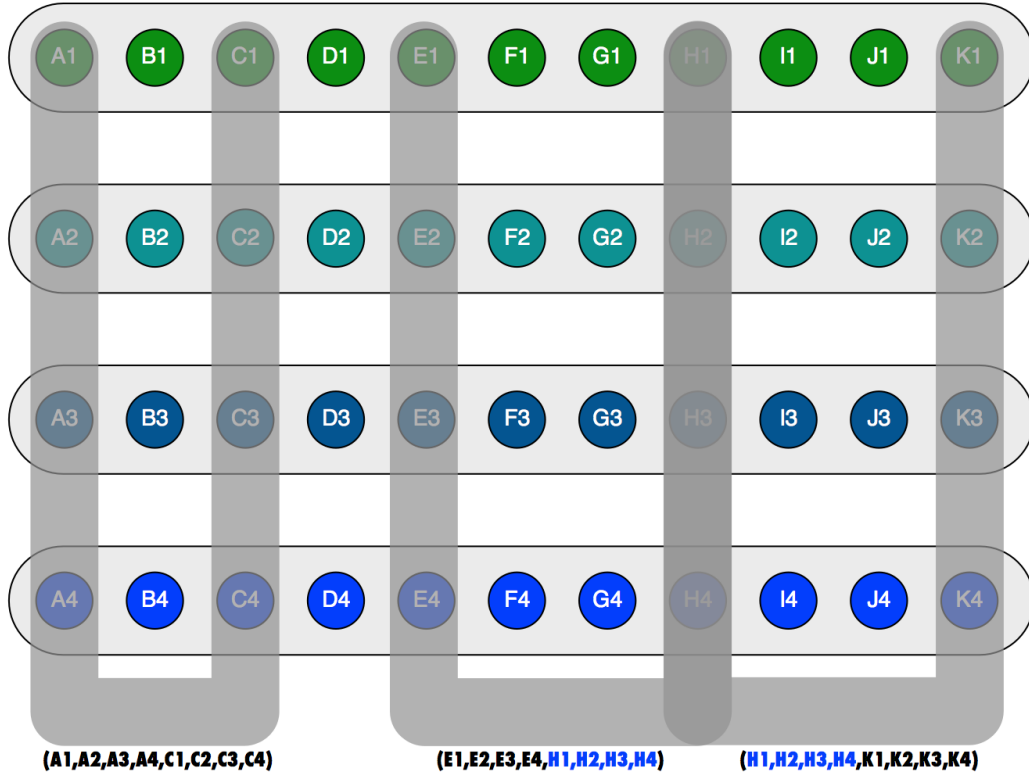 A1 B1 C1 D1 E1 F1 G1 H1 I1 J1 K1
A2 B2 C2 D2 E2 F2 G2 H2 I2 J2 K2
A3 B3 C3 D3 E3 F3 G3 H3 I3 J3 K3
A4 B4 C4 D4 E4 F4 G4 H4 I4 J4 K4
(A1,A2,A3,A4,C1,C2,C3,C4) (E1,E2,E3,E4,H1,H2,H3,H4) (H1,H2,H3,H4,K1,K2,K3,K4)